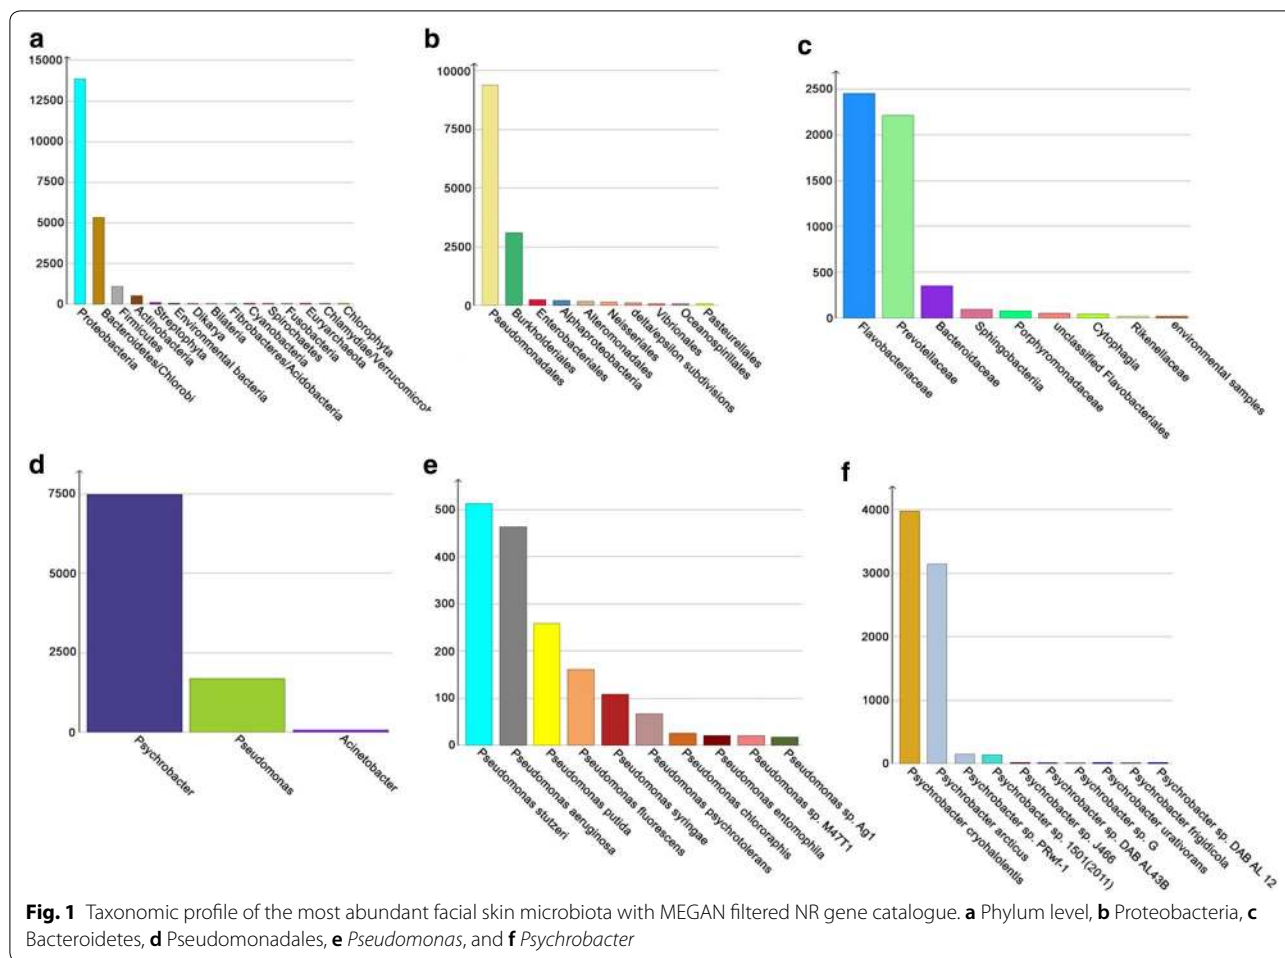 a
15000
12500
10000
7500
5000
2500
0
Proteobacteria
Bacteroidetes/Chlorobi
Firmicutes
Actinobacteria
Streptophyta
Environmental bacteria
Dikarya
Bilateria
Fibrobacteres/Acidobacteria
Cyanobacteria
Spirochaetes
Fusobacteria
Euryarchaeota
Chlamydiae/Verrucomicrob
Chlorophyta
b
10000
7500
5000
2500
0
Pseudomonadales
Burkholderiales
Enterobacteriales
Alphaproteobacteria
Alteromonadales
Neisseriales
delta/epsilon subdivisions
Vibrionales
Oceanospirillales
Pasteurellales
c
2500
2000
1500
1000
500
0
Flavobacteriaceae
Prevotellaceae
Bacteroidaceae
Sphingobacteriia
Porphyromonadaceae
unclassified Flavobacteriales
Cytophagia
Rikenellaceae
environmental samples
d
7500
5000
2500
0
Psychrobacter
Pseudomonas
Acinetobacter
e
500
400
300
200
100
0
Pseudomonas stutzeri
Pseudomonas aeruginosa
Pseudomonas putida
Pseudomonas fluorescens
Pseudomonas syringae
Pseudomonas psychrotolerans
Pseudomonas chlororaphis
Pseudomonas entomophila
Pseudomonas sp. M47T1
Pseudomonas sp. Ag1
f
4000
3000
2000
1000
0
Psychrobacter cryohalolentis
Psychrobacter arcticus
Psychrobacter sp. PRwf-1
Psychrobacter sp. 1501(2011)
Psychrobacter sp. J466
Psychrobacter sp. DAB AL43B
Psychrobacter sp. G
Psychrobacter urativorans
Psychrobacter frigidicola
Psychrobacter sp. DAB AL 12
Fig. 1 Taxonomic profile of the most abundant facial skin microbiota with MEGAN filtered NR gene catalogue. a Phylum level, b Proteobacteria, c
Bacteroidetes, d Pseudomonadales, e Pseudomonas, and f Psychrobacter